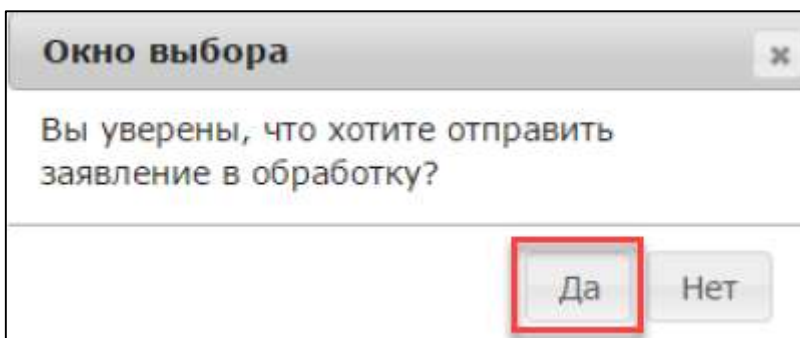 Окно выбора
Вы уверены, что хотите отправить
заявление в обработку?
Да Нет